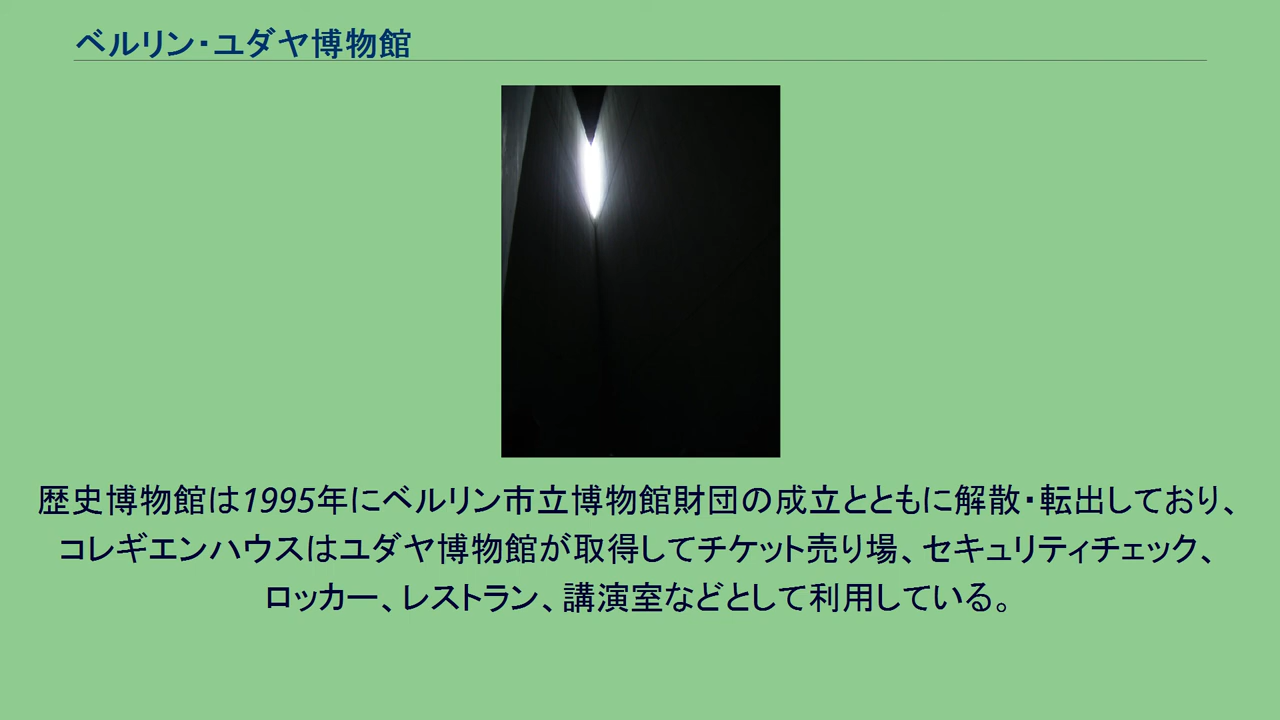 ベルリン・ユダヤ博物館
歴史博物館は1995年にベルリン市立博物館財団の成立とともに解散・転出しており、
コレギエンハウスはユダヤ博物館が取得してチケット売り場、セキュリティチェック、
ロッカー、レストラン、講演室などとして利用している。